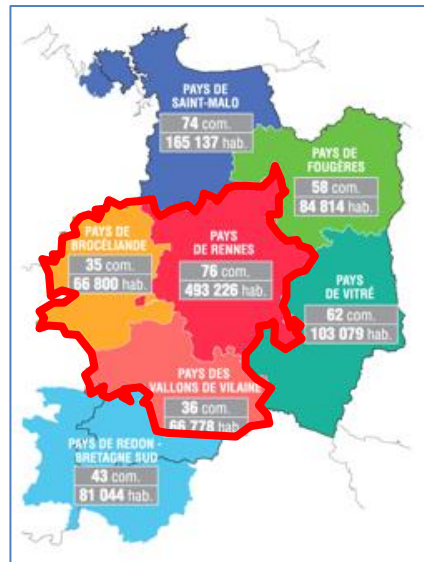 PAYS DE
SAINT-MALO
74 com.
165 137 hab.
PAYS DE
FOUGÈRES
58 com.
84 814 hab.
PAYS DE
BROCÉLIANDE
35 com.
66 800 hab.
PAYS
DE RENNES
76 com.
493 226 hab.
PAYS
DE VITRÉ
62 com.
103 079 hab.
PAYS DES
VALLONS DE VILAINE
36 com.
66 778 hab.
PAYS DE REDON -
BRETAGNE SUD
43 com.
81 044 hab.